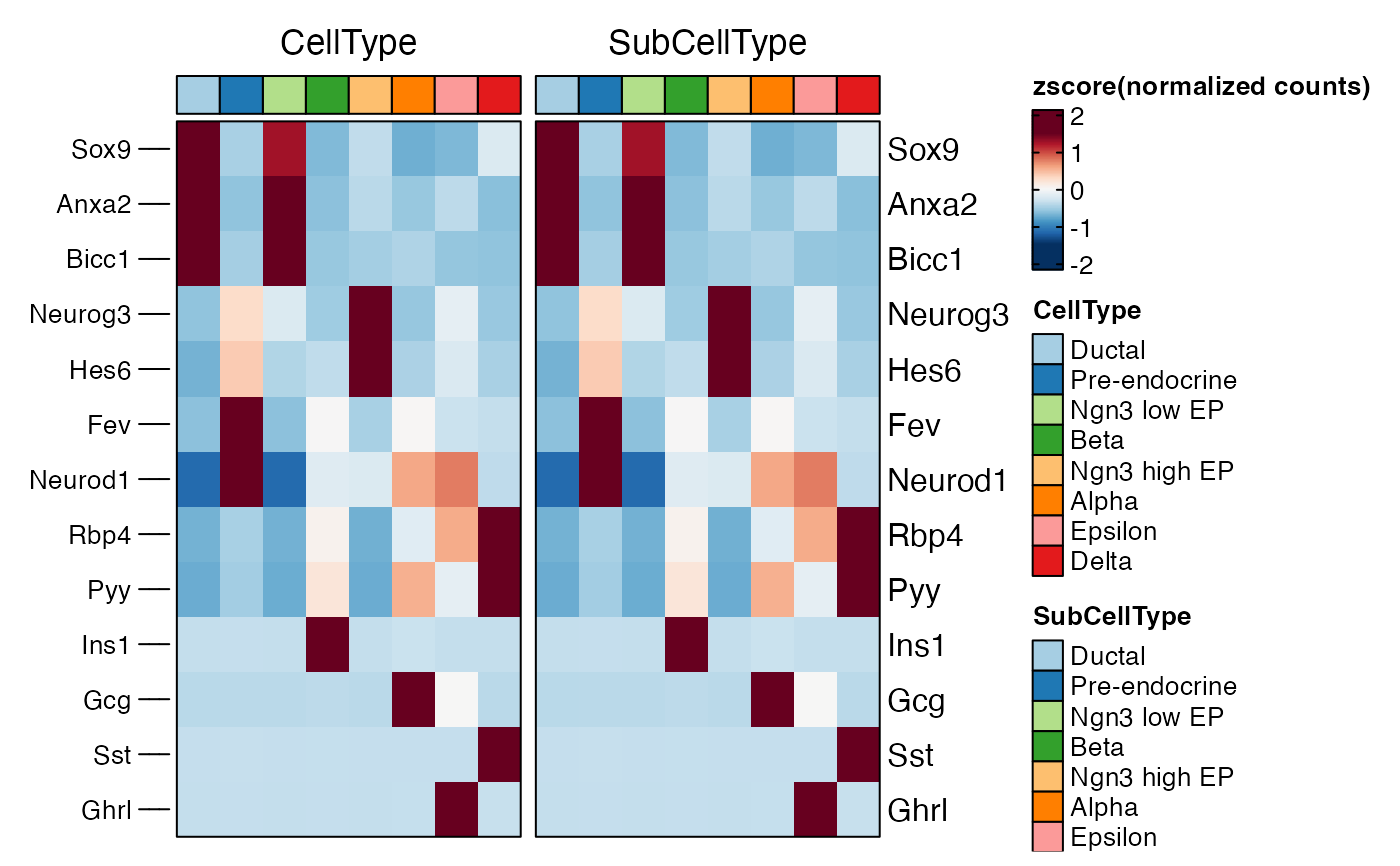 CellType
SubCellType
Sox9
Anxa2
Bicc1
Neurog3
Hes6
Fev
Neurod1
Rbp4
Pyy
Ins1
Gcg
Sst
Ghrl
Sox9
Anxa2
Bicc1
Neurog3
Hes6
Fev
Neurod1
Rbp4
Pyy
Ins1
Gcg
Sst
Ghrl
zscore(normalized counts)
2
1
0
-1
-2
CellType
Ductal
Pre-endocrine
Ngn3 low EP
Beta
Ngn3 high EP
Alpha
Epsilon
Delta
SubCellType
Ductal
Pre-endocrine
Ngn3 low EP
Beta
Ngn3 high EP
Alpha
Epsilon